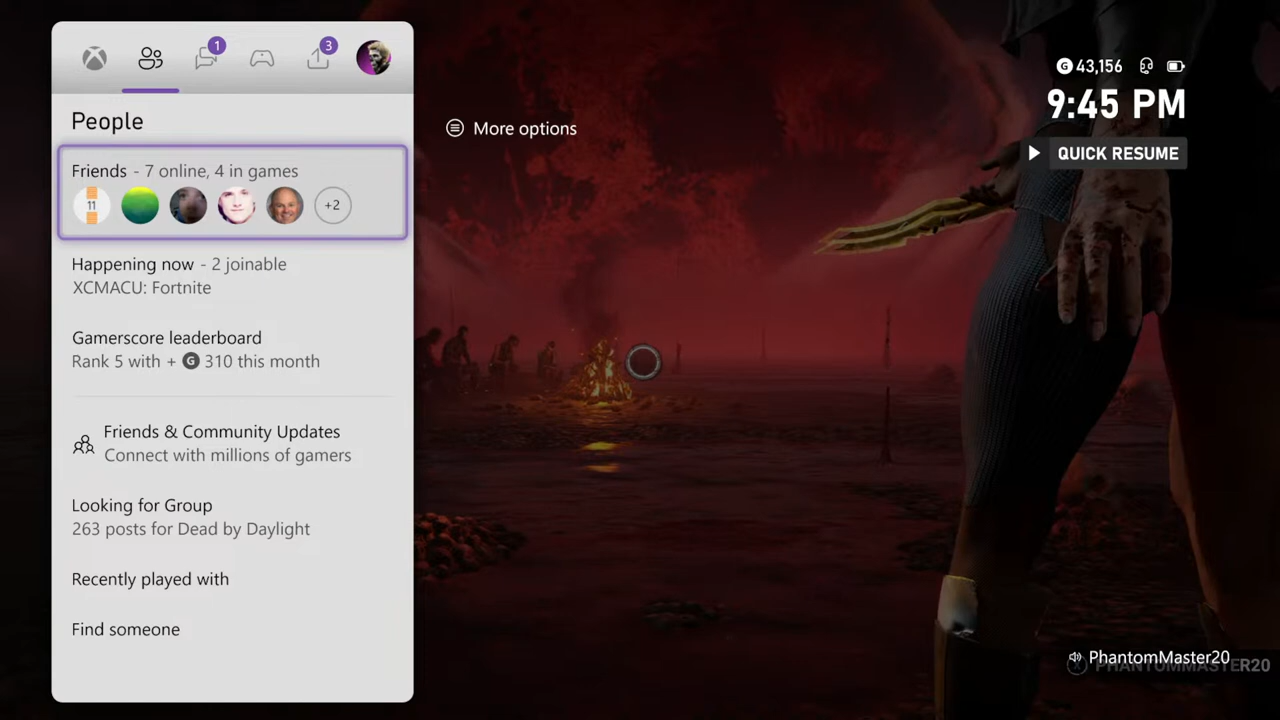 1
3
People
Friends - 7 online, 4 in games
11
+2
Happening now - 2 joinable
XCMACU: Fortnite
Gamerscore leaderboard
Rank 5 with + G 310 this month
Friends & Community Updates
Connect with millions of gamers
Looking for Group
263 posts for Dead by Daylight
Recently played with
Find someone
More options
G 43,156
9:45 PM
QUICK RESUME
PhantomMaster20
X PHANTOMMASTER20